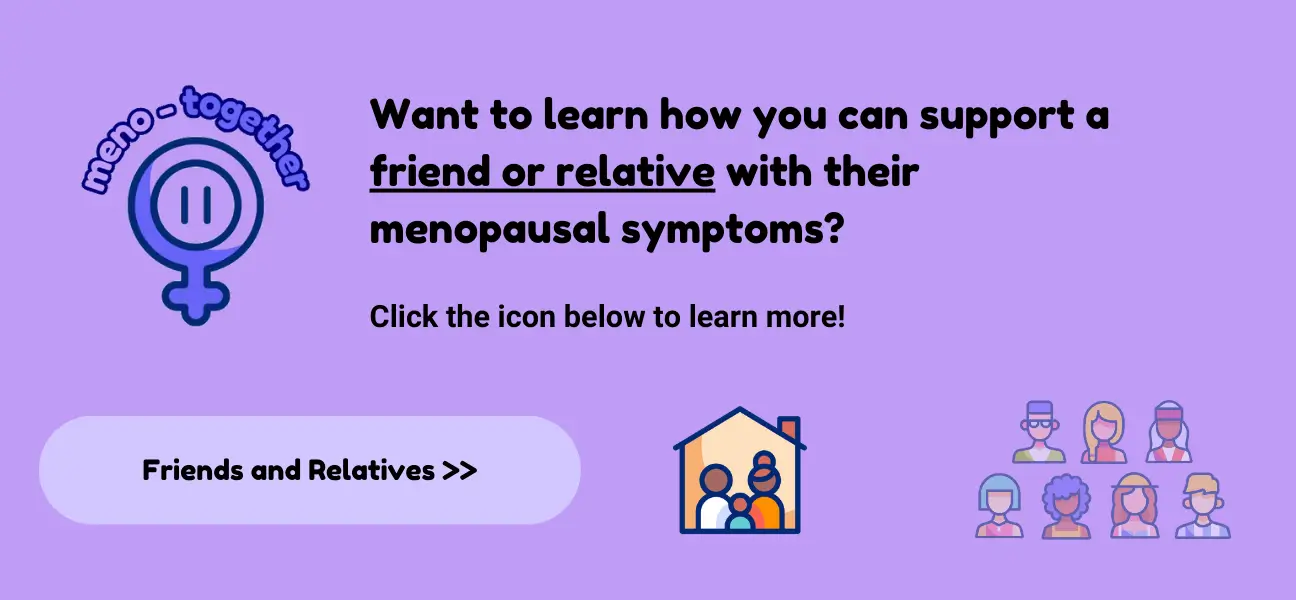 meno - together
Want to learn how you can support a
friend or relative with their
menopausal symptoms?
Click the icon below to learn more!
Friends and Relatives >>